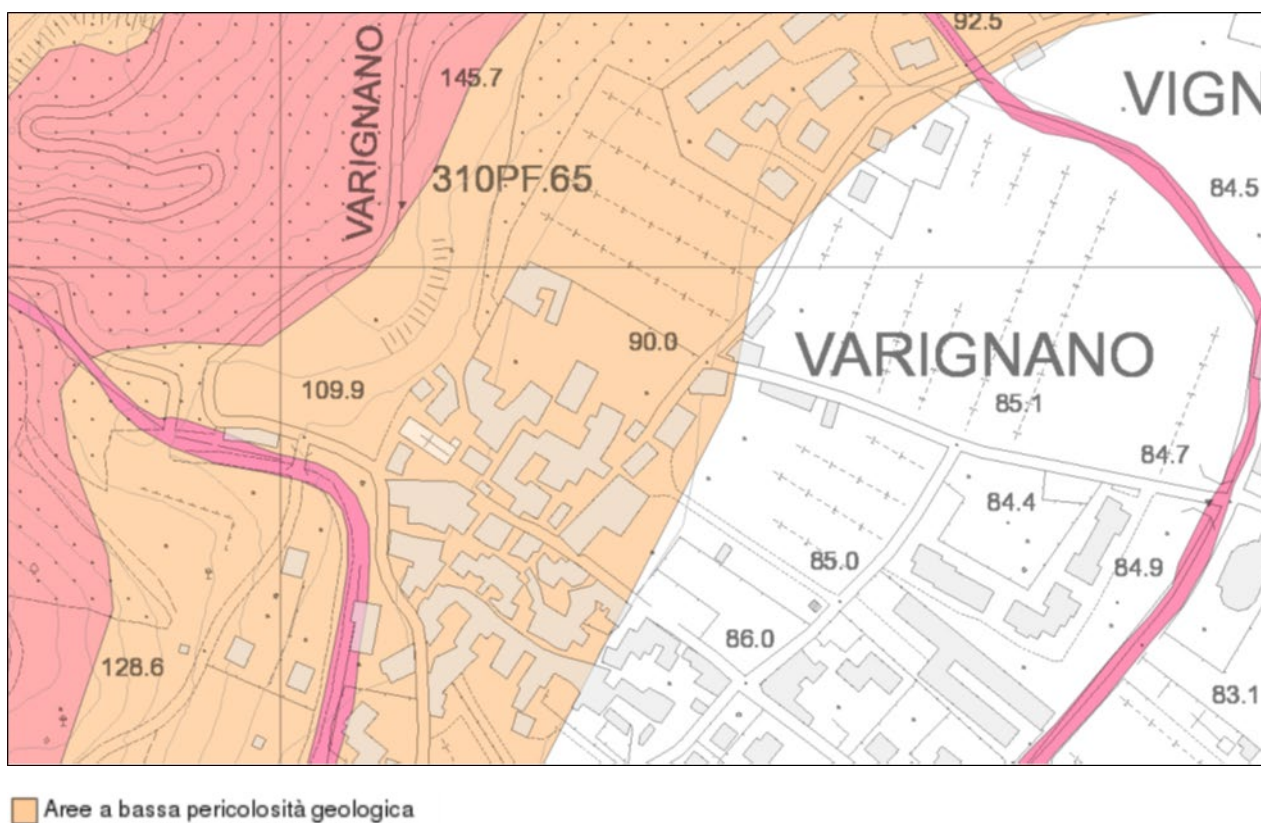 92.5
VARIGNANO
145.7
VIGN
310PF.65
84.5
90.0
VARIGNANO
109.9
85.1
84.7
84.4
85.0
84.9
86.0
128.6
83.1
Aree a bassa pericolosità geologica